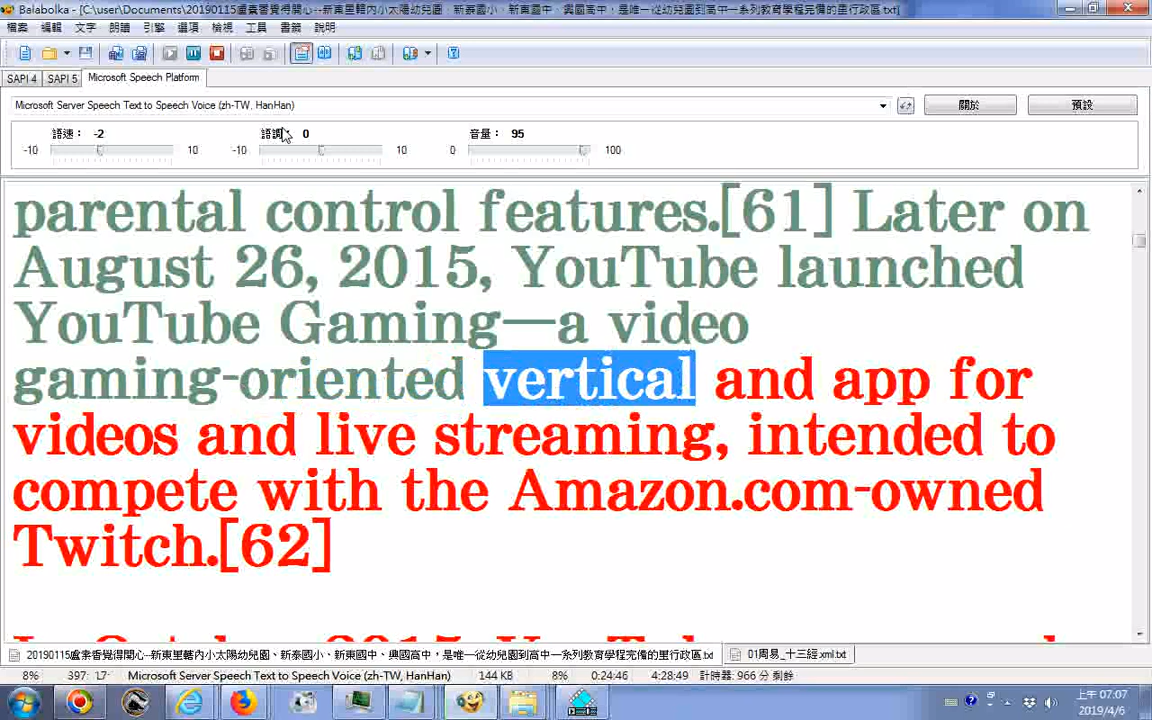 Balabolka - [C:\user\Documents\20190115盧素香覺得開心--新東里轄內小太陽幼兒園、新泰國小、新東國中、興國高中，是唯一從幼兒園到高中一系列教育學程完備的里行政區.txt]
檔案 編輯 文字 朗讀 引擎 選項 檢視 工具 書籤 說明
SAPI 4 SAPI 5 Microsoft Speech Platform
Microsoft Server Speech Text to Speech Voice (zh-TW, HanHan) 關於 預設
語速： -2 語調： 0 音量： 95
-10 10 -10 10 0 100
parental control features.[61] Later on
August 26, 2015, YouTube launched
YouTube Gaming—a video
gaming-oriented vertical and app for
videos and live streaming, intended to
compete with the Amazon.com-owned
Twitch.[62]
20190115盧素香覺得開心--新東里轄內小太陽幼兒園、新泰國小、新東國中、興國高中，是唯一從幼兒園到高中一系列教育學程完備的里行政區.txt 01周易_十三經.xml.txt
8% 397: 17 Microsoft Server Speech Text to Speech Voice (zh-TW, HanHan) 144 KB 8% 0:24:46 4:28:49 計時器: 966 分 剩餘
上午 07:07
2019/4/6